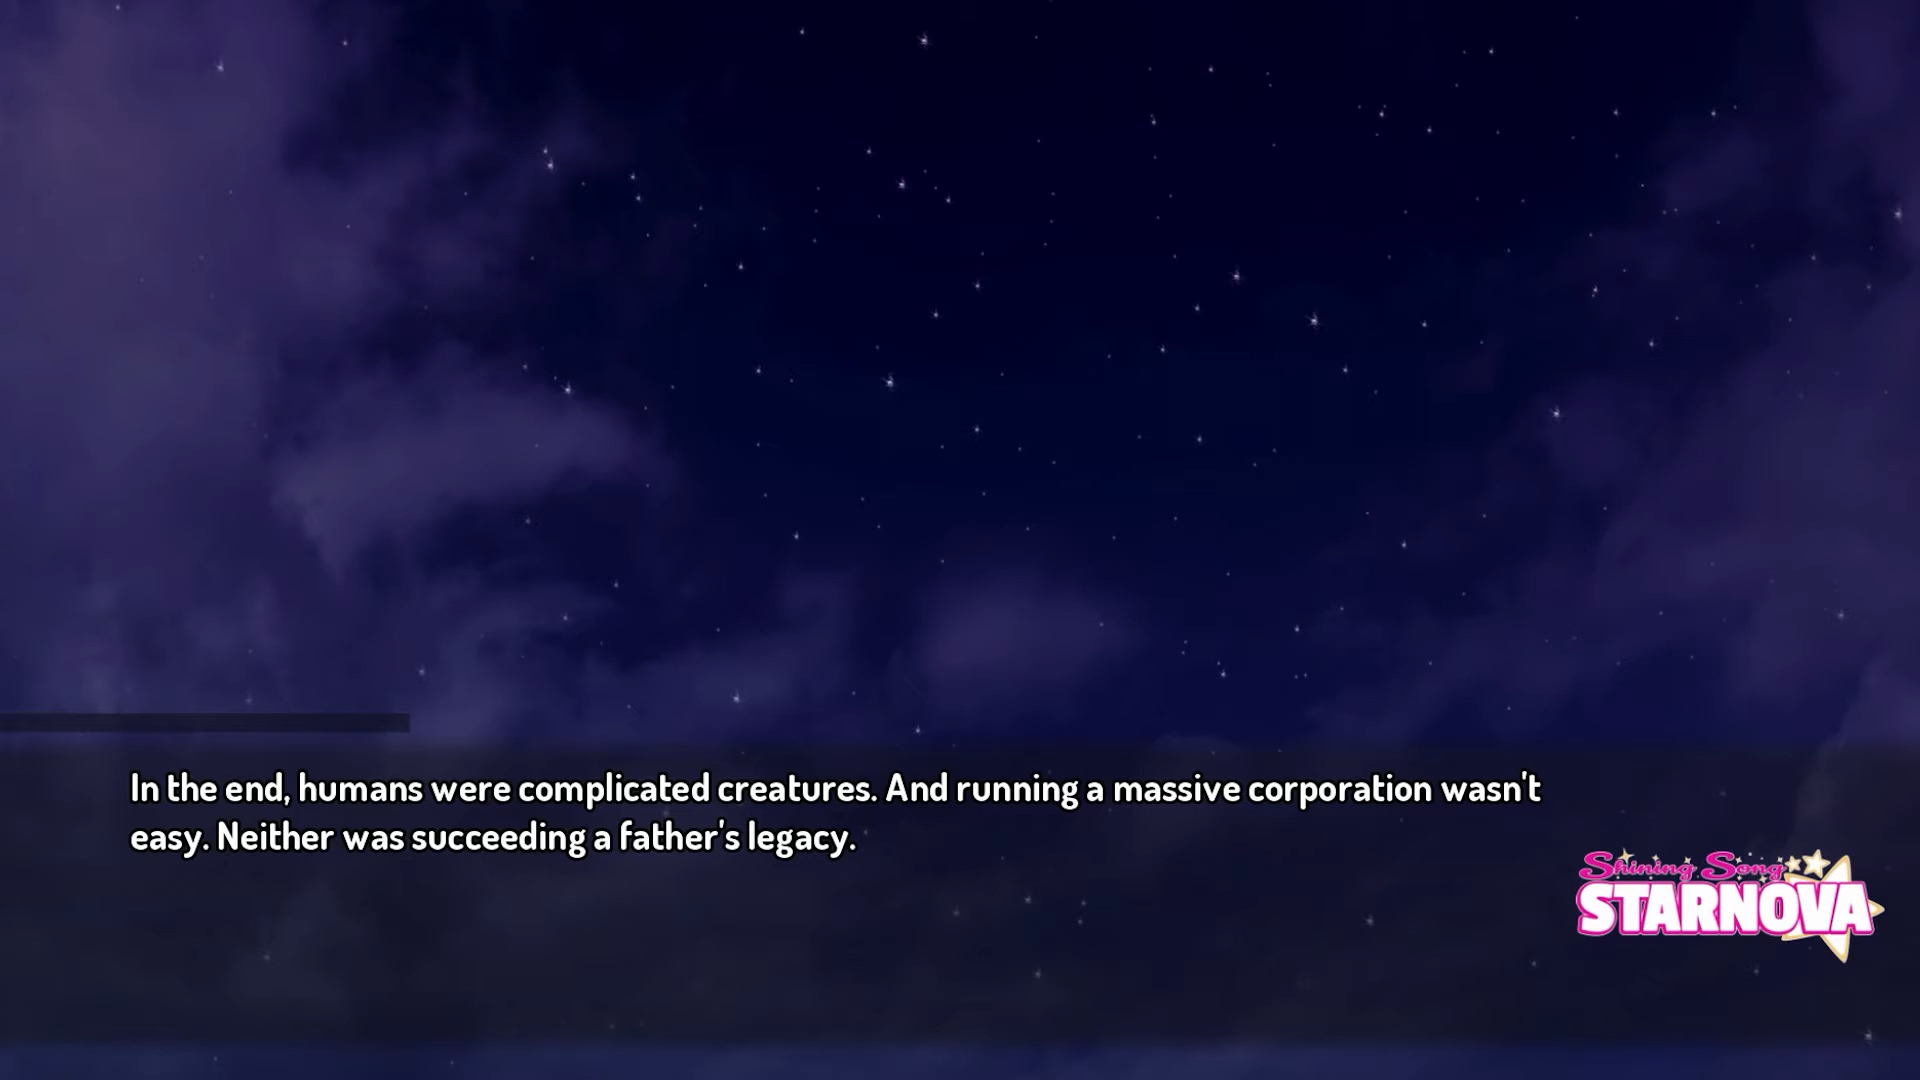 In the end, humans were complicated creatures. And running a massive corporation wasn't
easy. Neither was succeeding a father's legacy.
Shining Song
STARNOVA